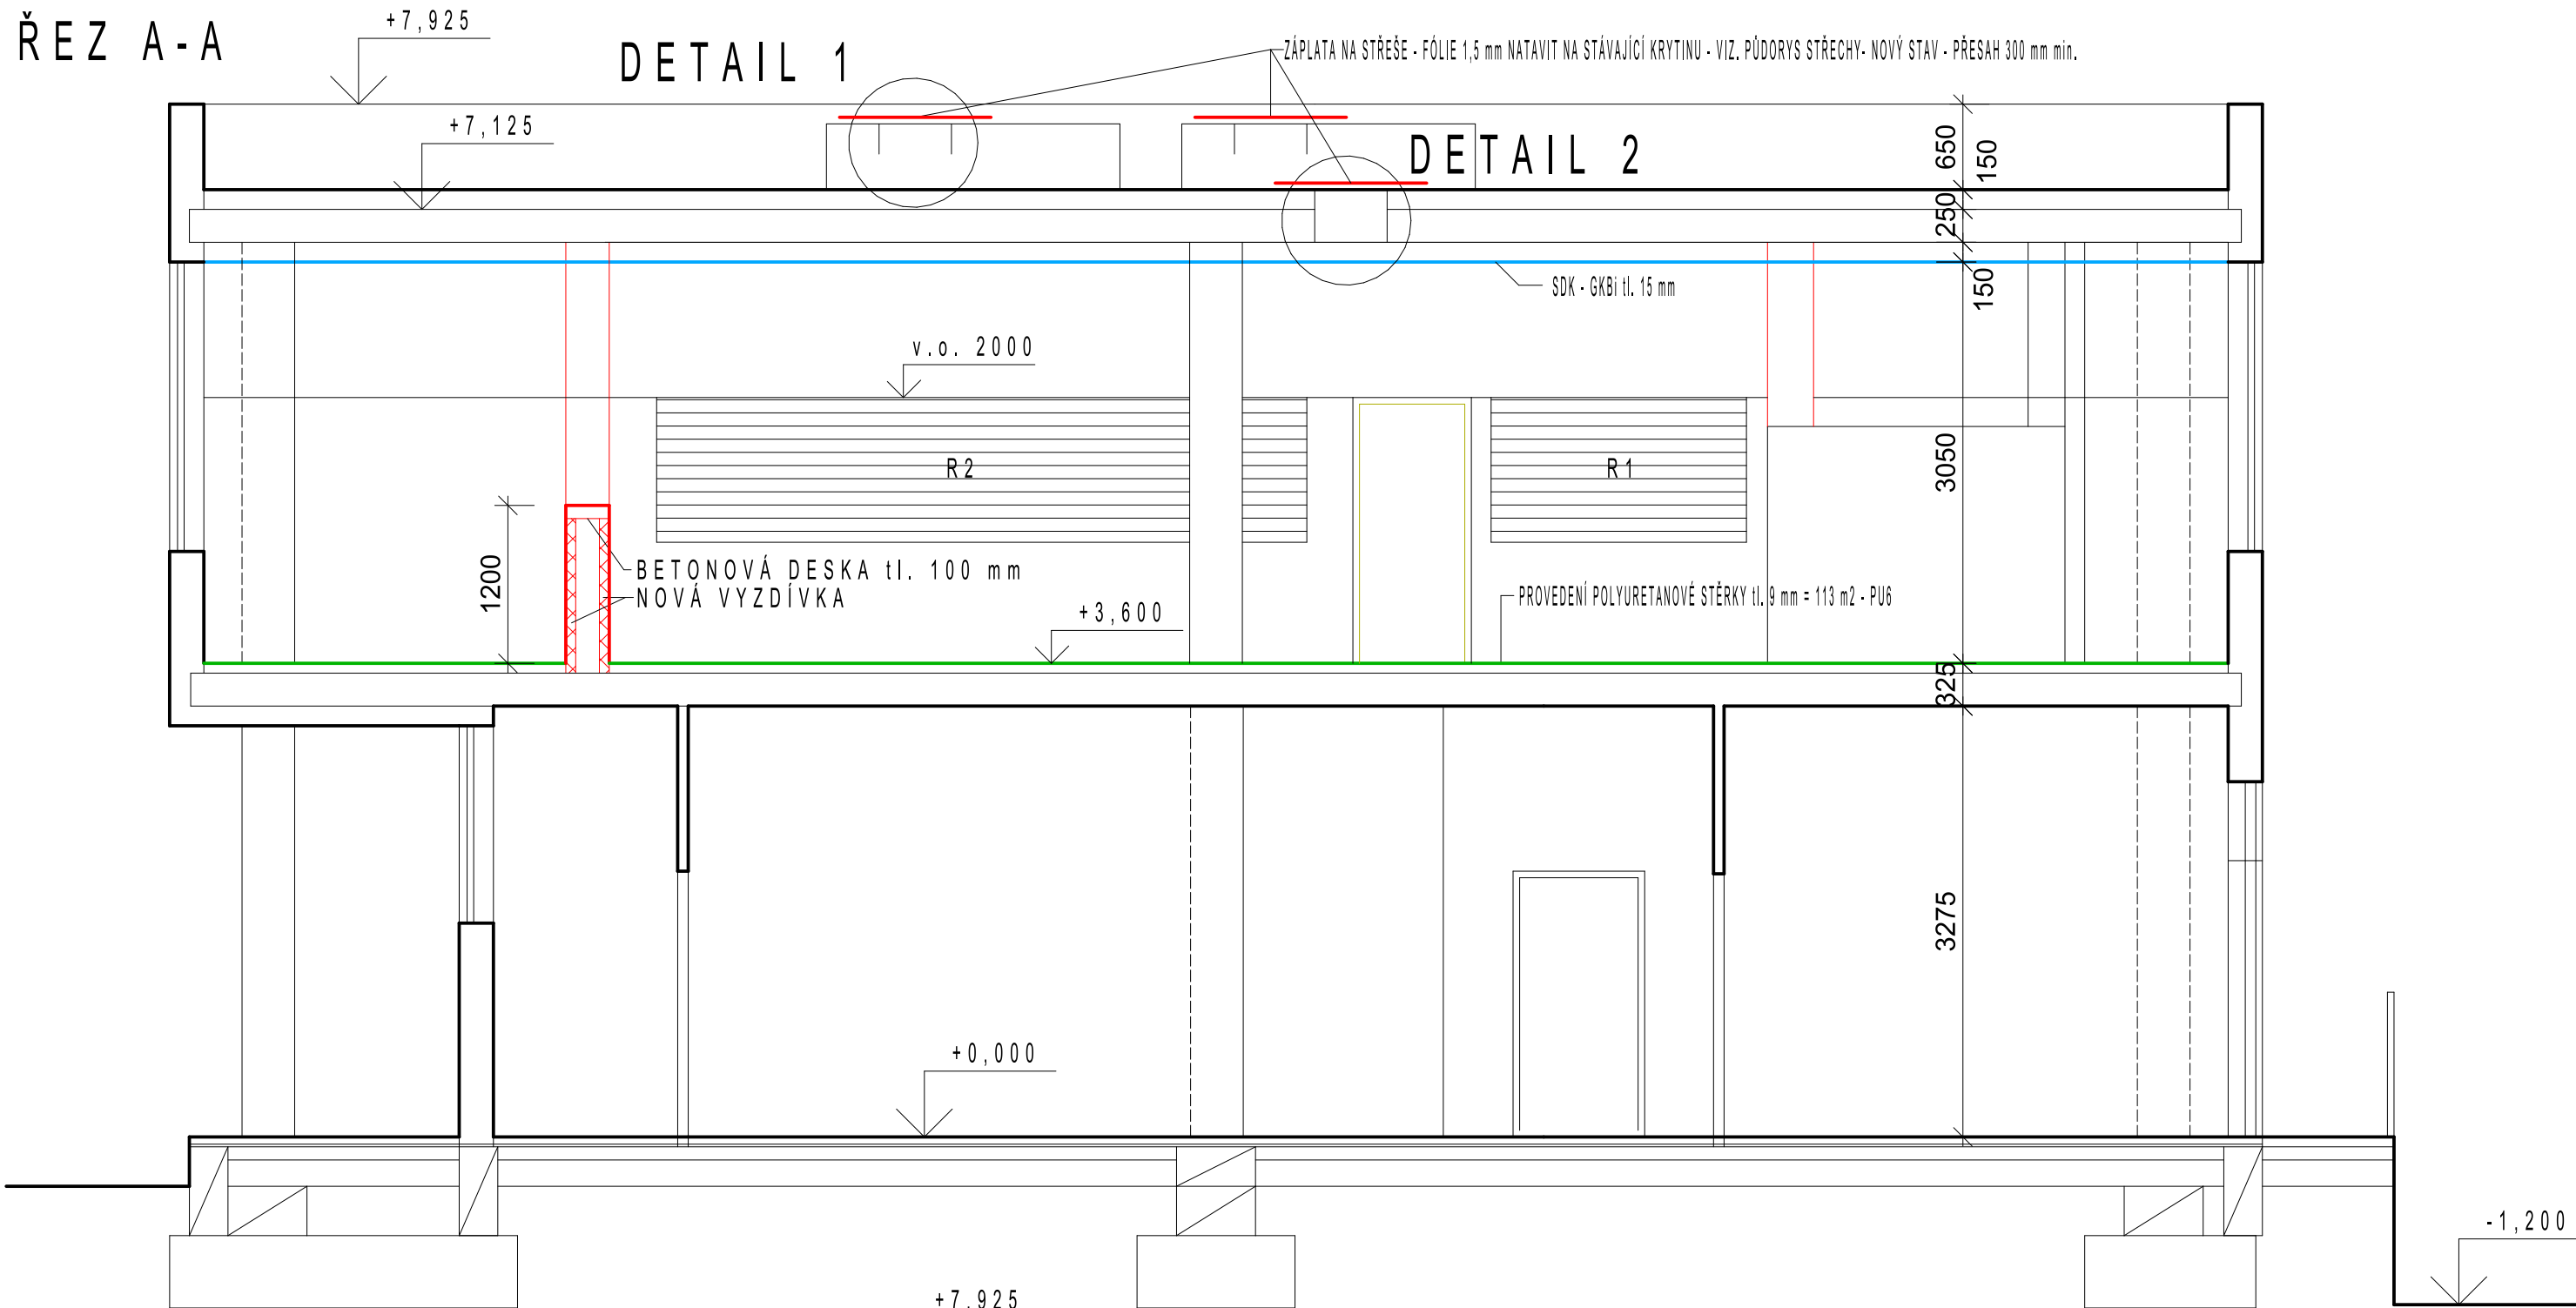 ŘEZ A-A
+7,925
DETAIL 1
ZÁPLATA NA STŘEŠE - FÓLIE 1,5 mm NATAVIT NA STÁVAJÍCÍ KRYTINU - VIZ. PŮDORYS STŘECHY- NOVÝ STAV - PŘESAH 300 mm min.
+7,125
DETAIL 2
650
150
250
150
SDK - GKBi tl. 15 mm
v.o. 2000
R2
R1
3050
1200
BETONOVÁ DESKA tl. 100 mm
NOVÁ VYZDÍVKA
+3,600
PROVEDENÍ POLYURETANOVÉ STĚRKY tl. 9 mm = 113 m2 - PU6
325
3275
+0,000
-1,200
+7,925